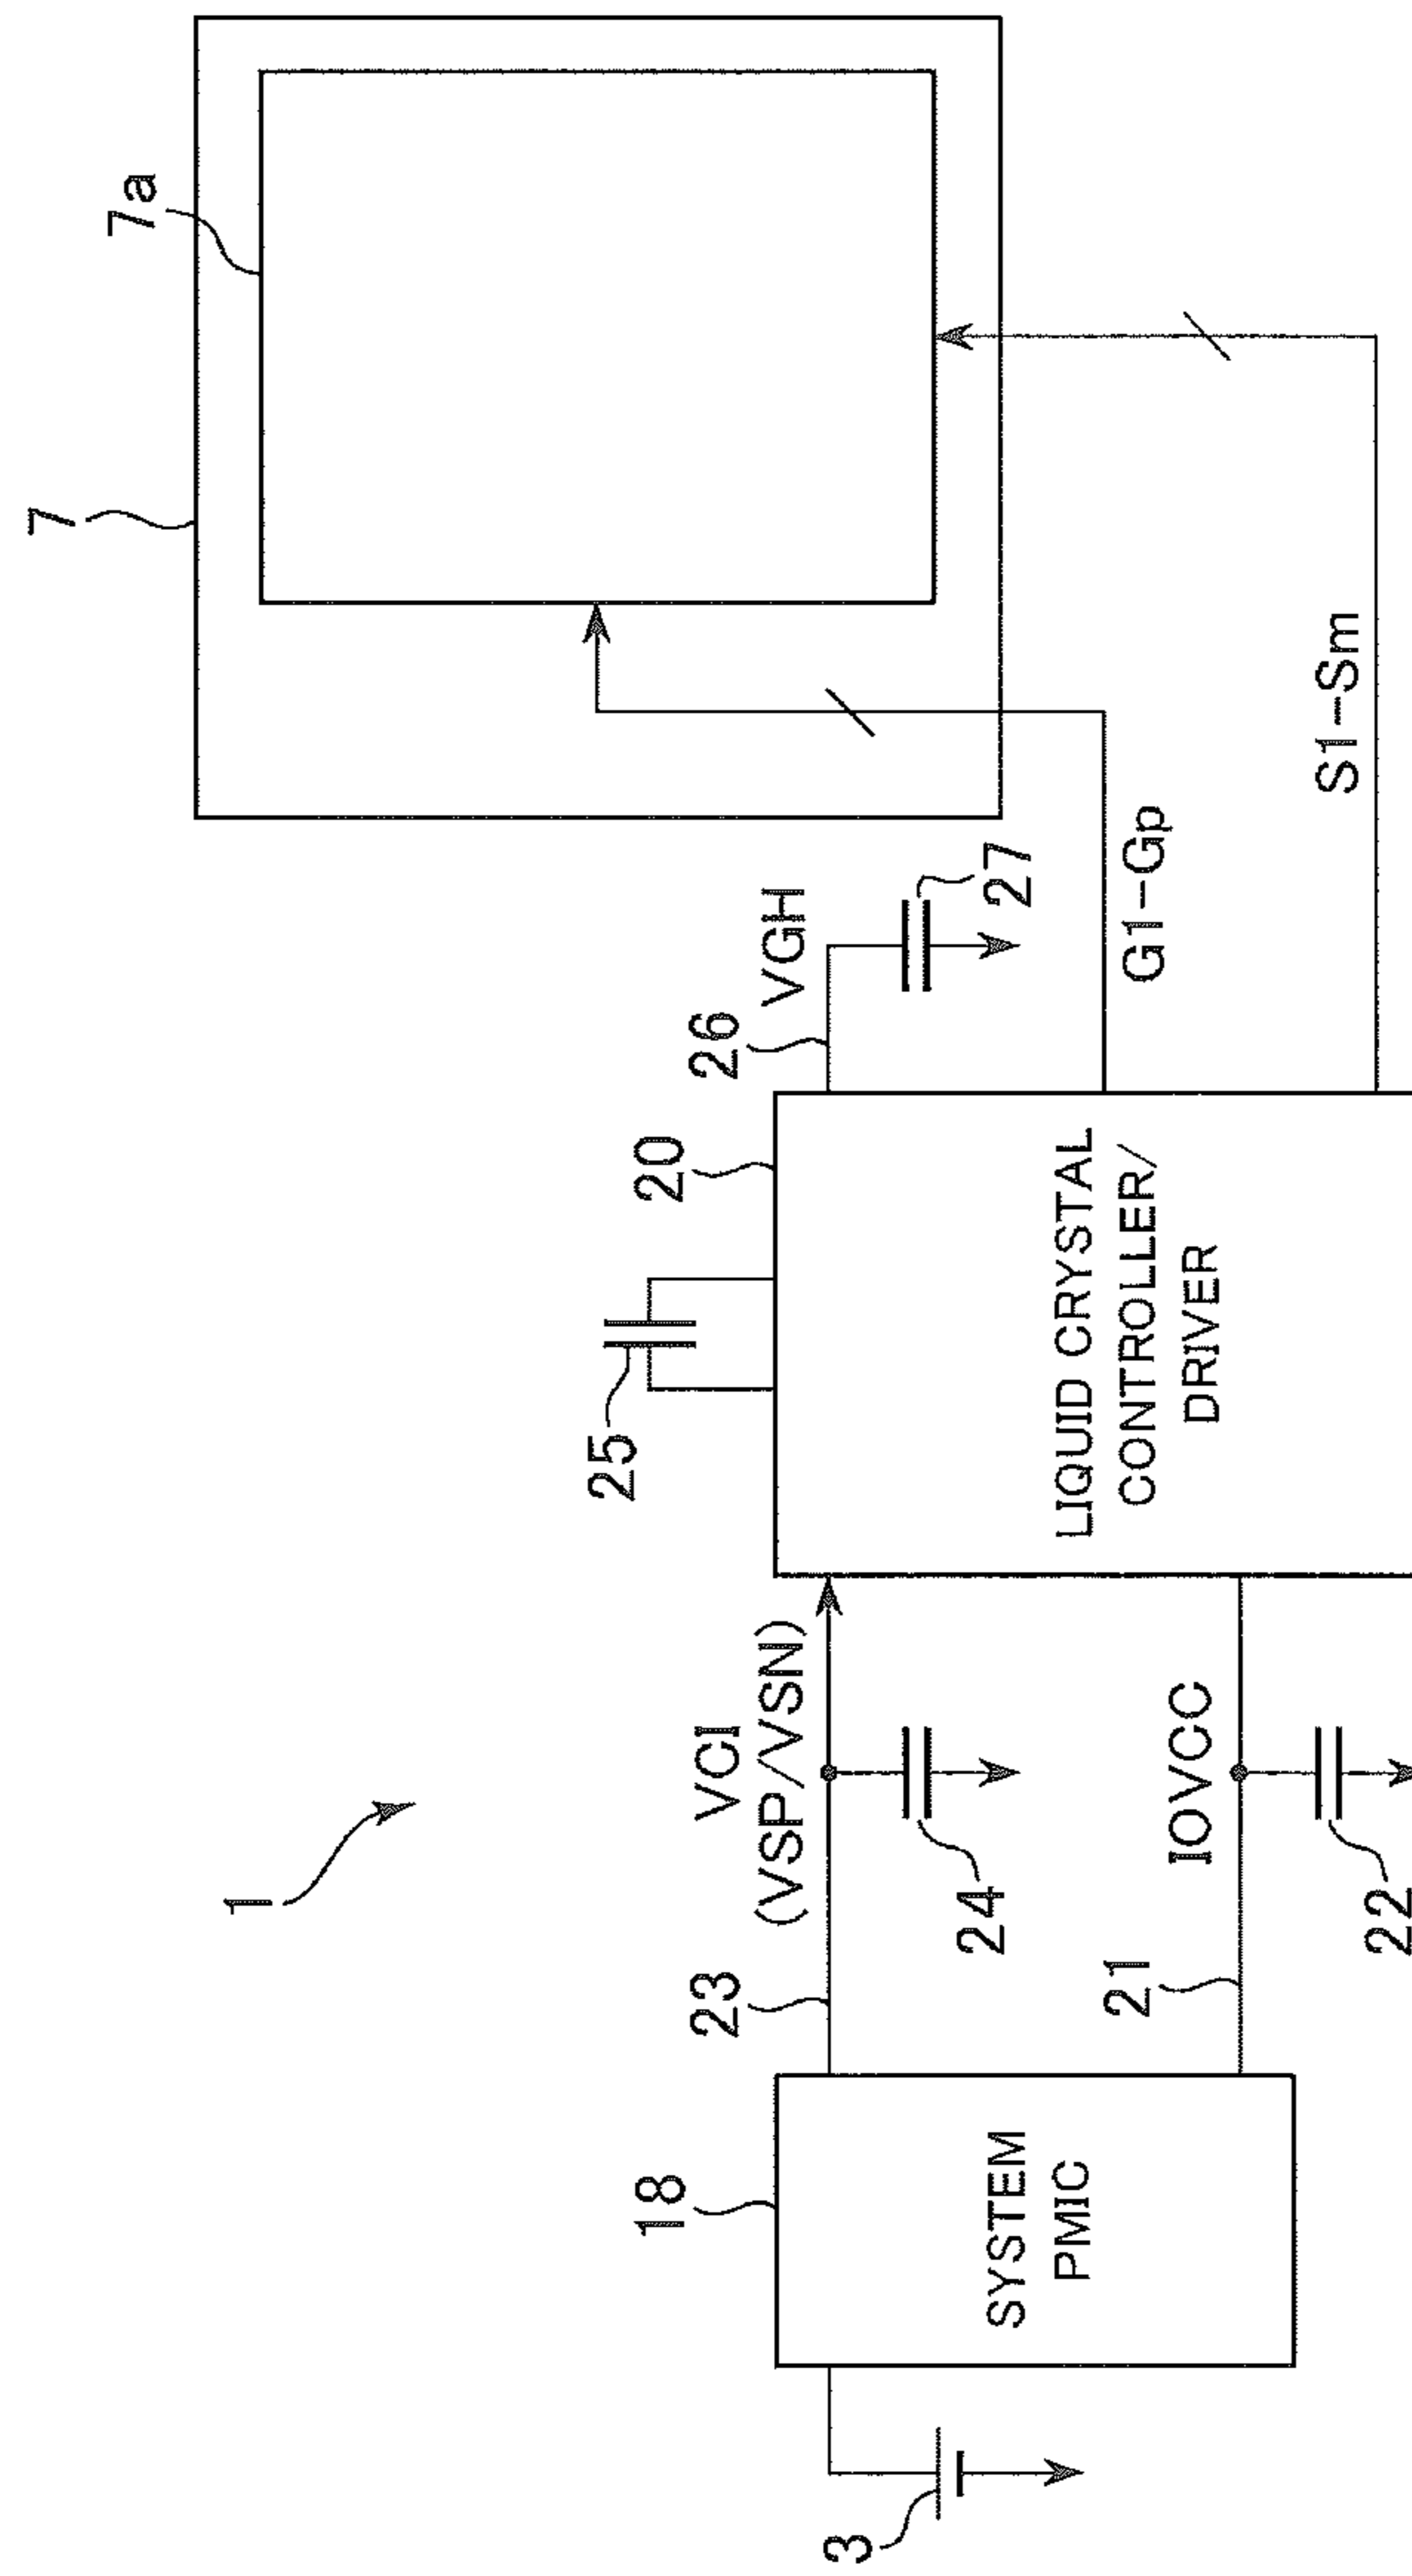 1
7
7a
3
18
SYSTEM
PMIC
23
VCI
(VSP/VSN)
24
21
IOVCC
22
25
20
LIQUID CRYSTAL
CONTROLLER/
DRIVER
26
VGH
27
G1-Gp
S1-Sm